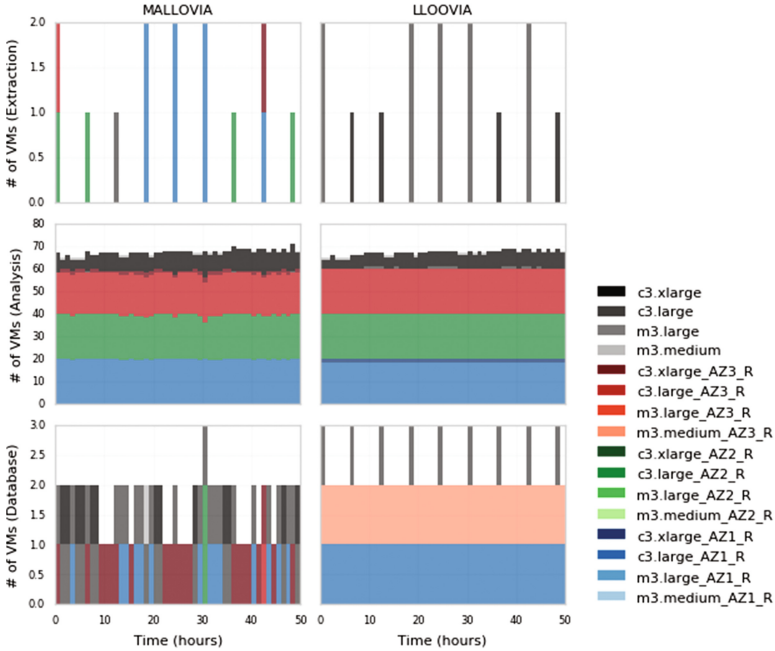 MALLOVIA
LLOOVIA
# of VMs (Extraction)
2.0
1.5
1.0
0.5
0.0
# of VMs (Analysis)
80
70
60
50
40
30
20
10
0
# of VMs (Database)
3.0
2.5
2.0
1.5
1.0
0.5
0.0
0 10 20 30 40 50
Time (hours)
0 10 20 30 40 50
Time (hours)
c3.xlarge
c3.large
m3.large
m3.medium
c3.xlarge_AZ3_R
c3.large_AZ3_R
m3.large_AZ3_R
m3.medium_AZ3_R
c3.xlarge_AZ2_R
c3.large_AZ2_R
m3.large_AZ2_R
m3.medium_AZ2_R
c3.xlarge_AZ1_R
c3.large_AZ1_R
m3.large_AZ1_R
m3.medium_AZ1_R